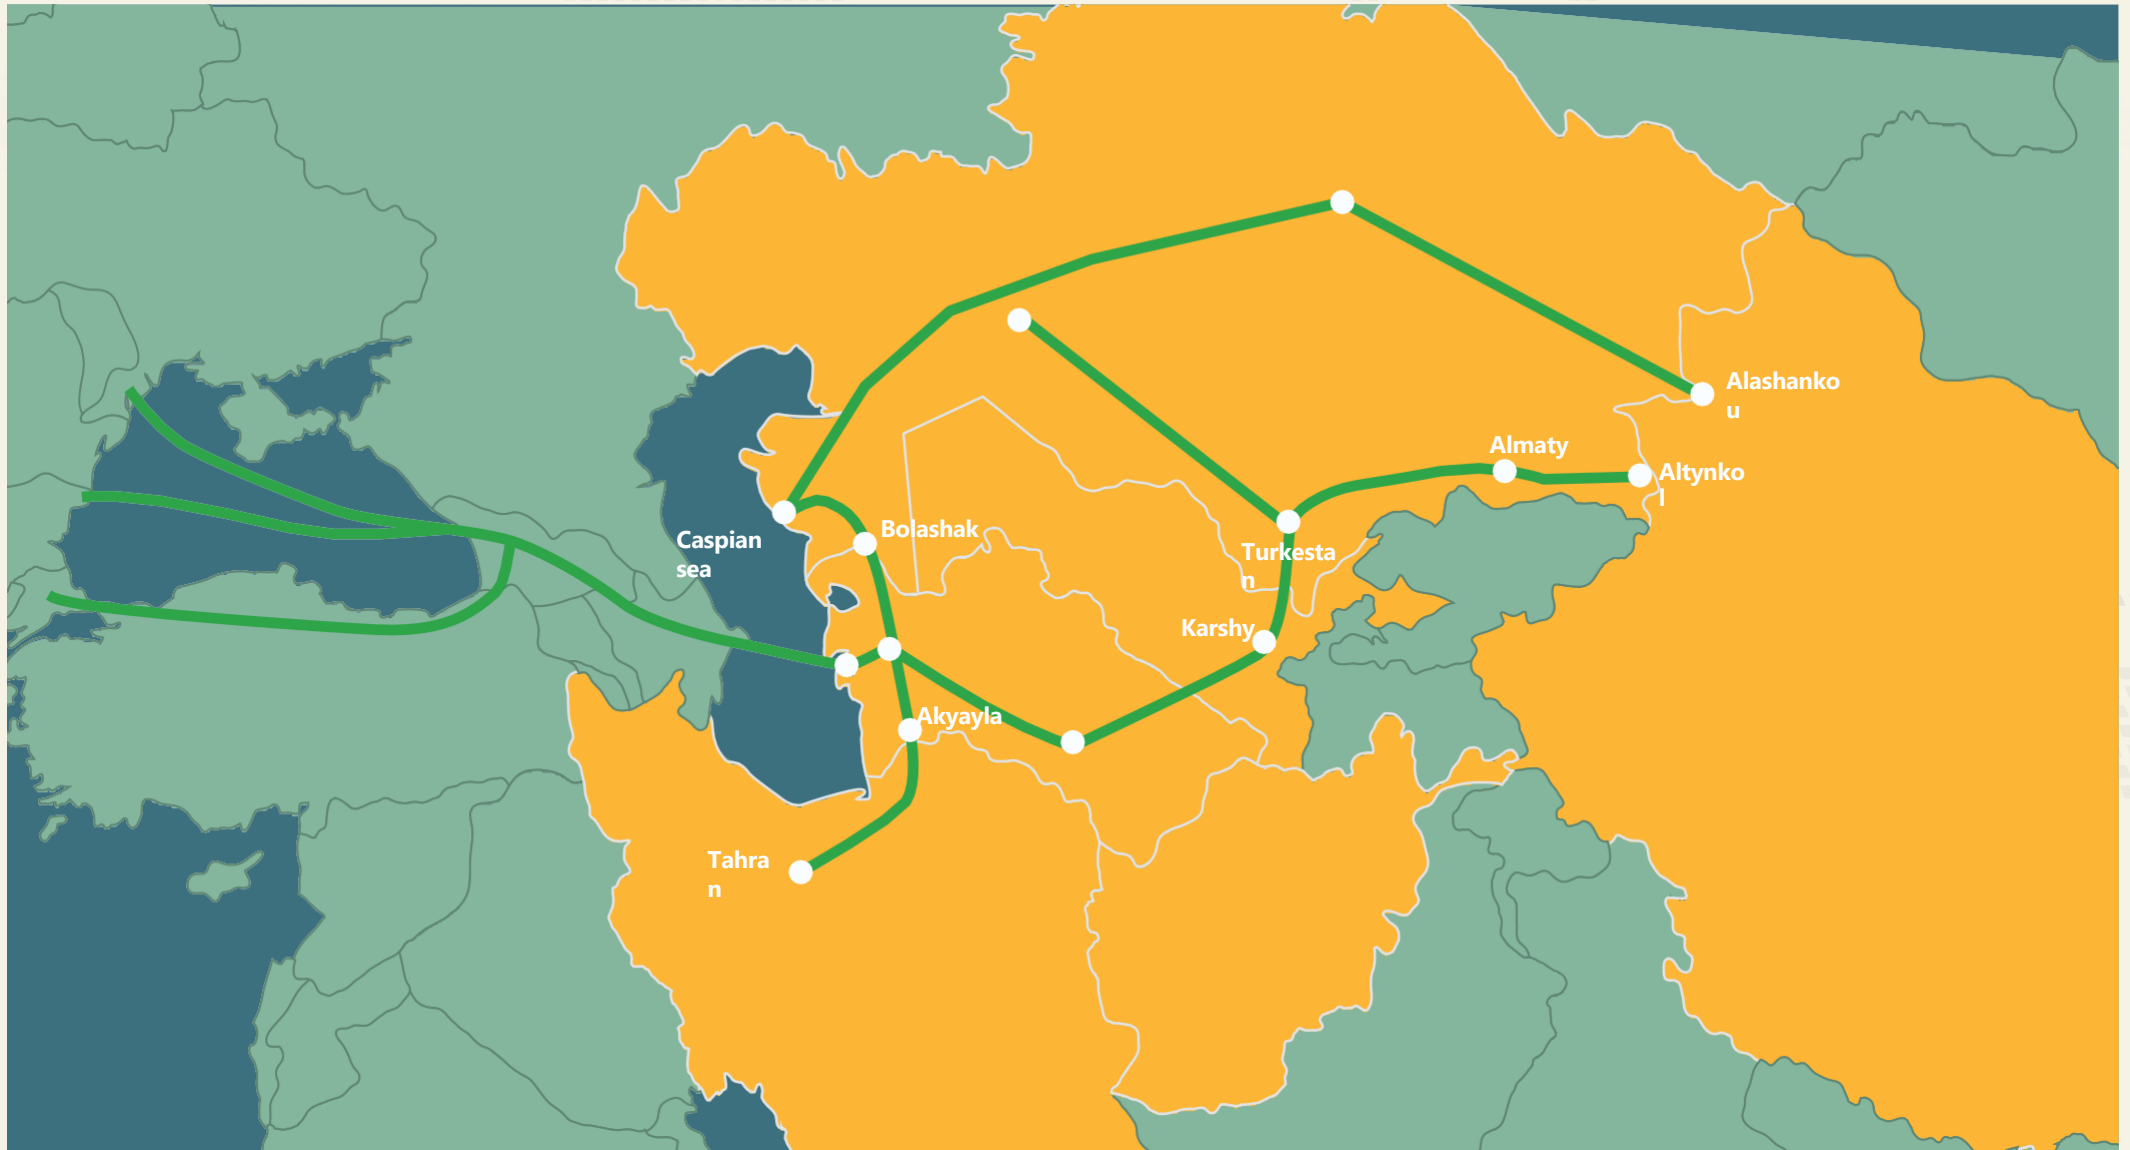 Alashanko
u
Almaty
Altynko
l
Bolashak
Caspian
sea
Turkesta
n
Karshy
Akyayla
Tahra
n